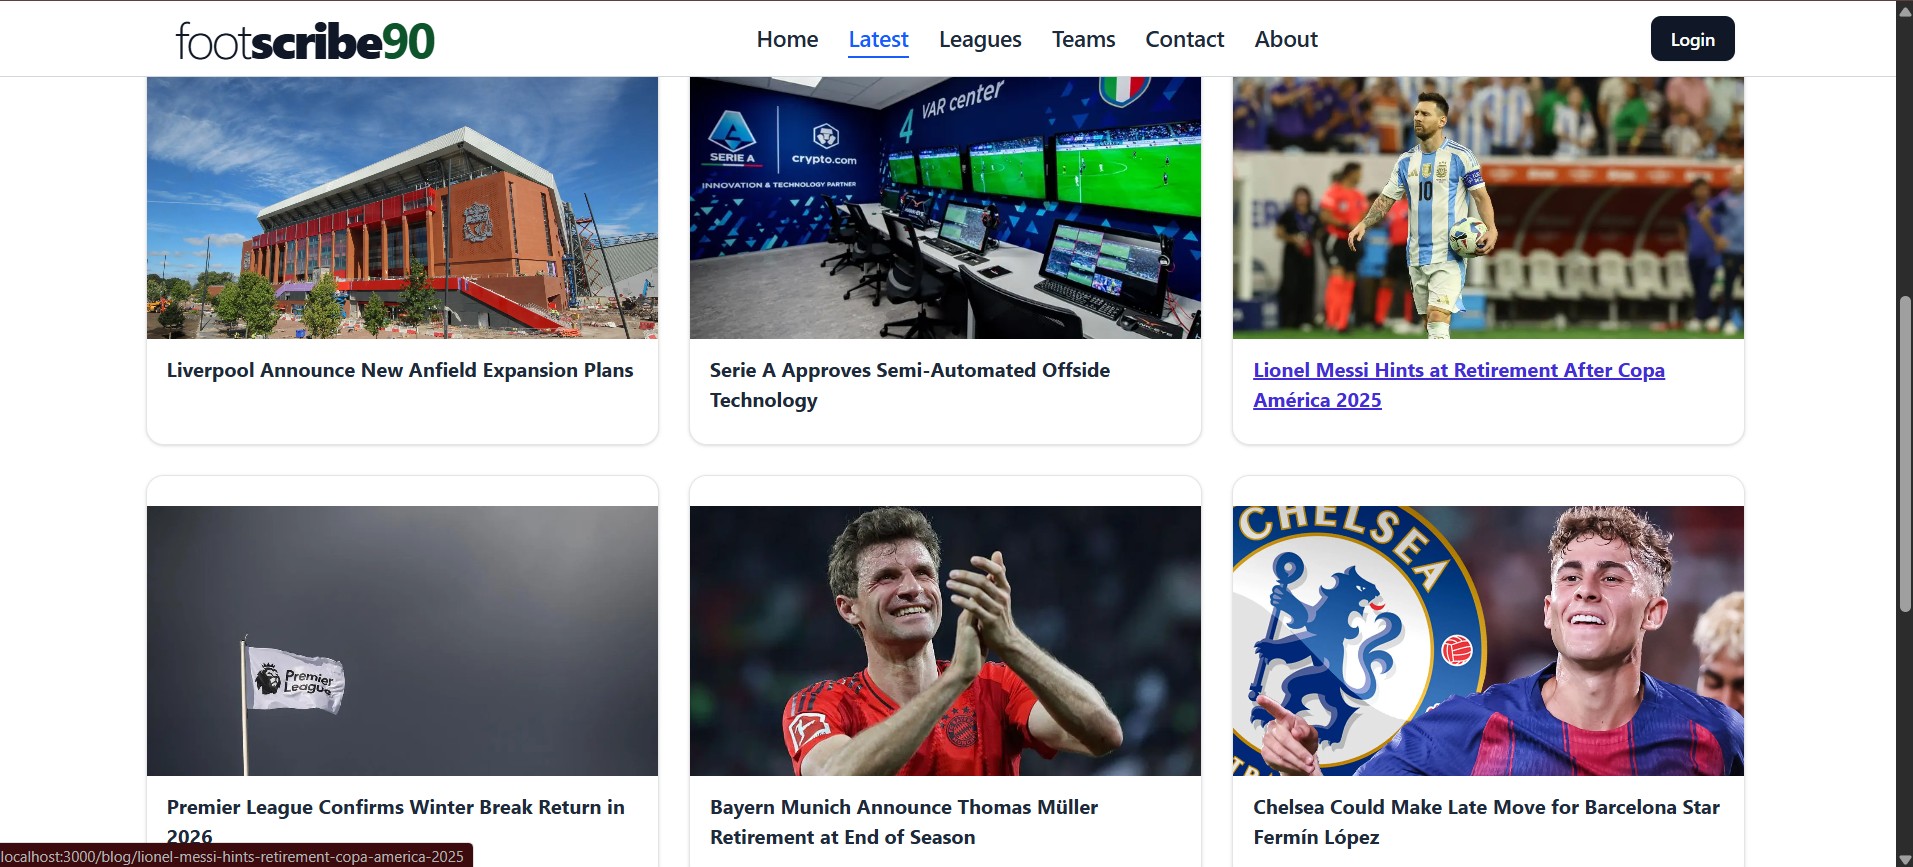 footscribe90
Home Latest Leagues Teams Contact About
Login
SERIE A
crypto.com
INNOVATION & TECHNOLOGY PARTNER
4 VAR center
10
Liverpool Announce New Anfield Expansion Plans
Serie A Approves Semi-Automated Offside
Technology
Lionel Messi Hints at Retirement After Copa
América 2025
Premier
League
CHELSEA
Premier League Confirms Winter Break Return in
2026
Bayern Munich Announce Thomas Müller
Retirement at End of Season
Chelsea Could Make Late Move for Barcelona Star
Fermín López
localhost:3000/blog/lionel-messi-hints-retirement-copa-america-2025